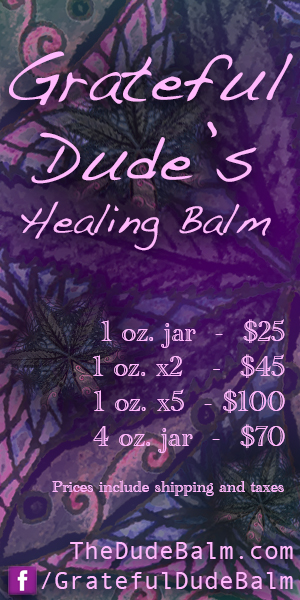 Grateful
Dude's
Healing Balm
1 oz. jar - $25
1 oz. x2 - $45
1 oz. x5 - $100
4 oz. jar - $70
Prices include shipping and taxes
TheDudeBalm.com
f /GratefulDudeBalm